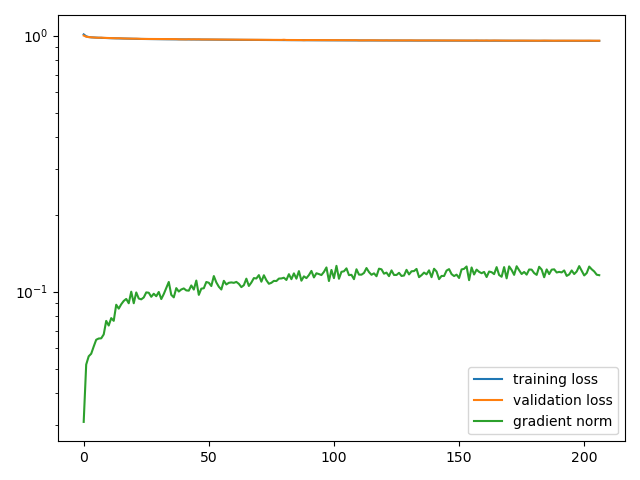 10⁰
10⁻¹
training loss
validation loss
gradient norm
0 50 100 150 200